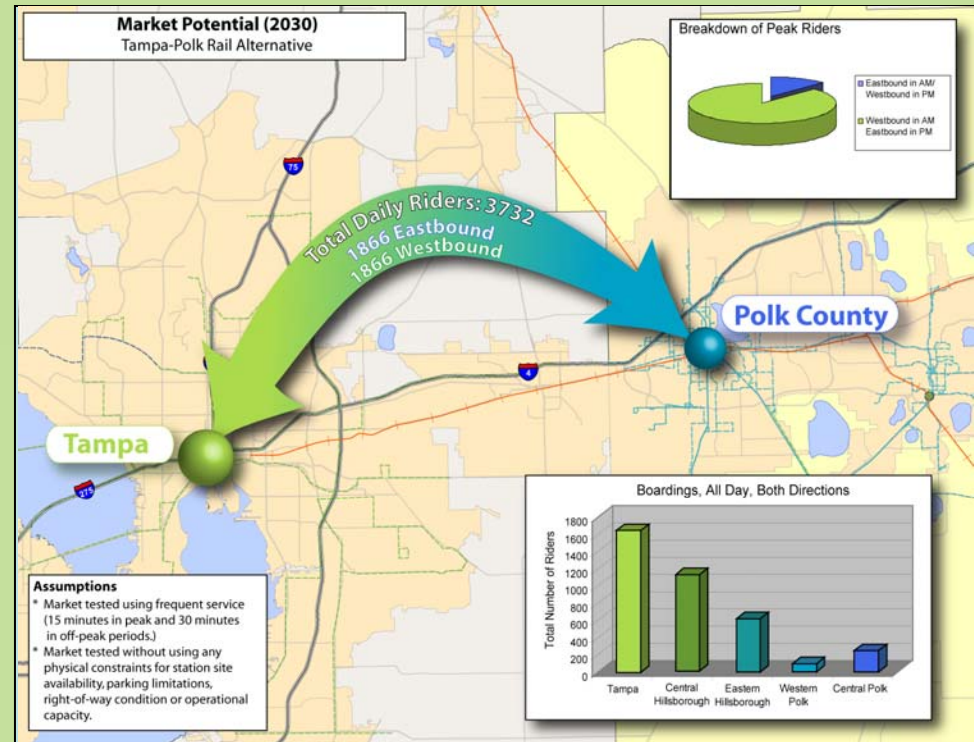 Market Potential (2030)
Tampa-Polk Rail Alternative
Breakdown of Peak Riders
Eastbound in AM/
Westbound in PM
Westbound in AM
Eastbound in PM
75
Total Daily Riders: 3732
1866 Eastbound
1866 Westbound
Polk County
4
Tampa
275
Boardings, All Day, Both Directions
Total Number of Riders
1800
1600
1400
1200
1000
800
600
400
200
0
Tampa
Central
Hillsborough
Eastern
Hillsborough
Western
Polk
Central Polk
Assumptions
* Market tested using frequent service
(15 minutes in peak and 30 minutes
in off-peak periods.)
* Market tested without using any
physical constraints for station site
availability, parking limitations,
right-of-way condition or operational
capacity.